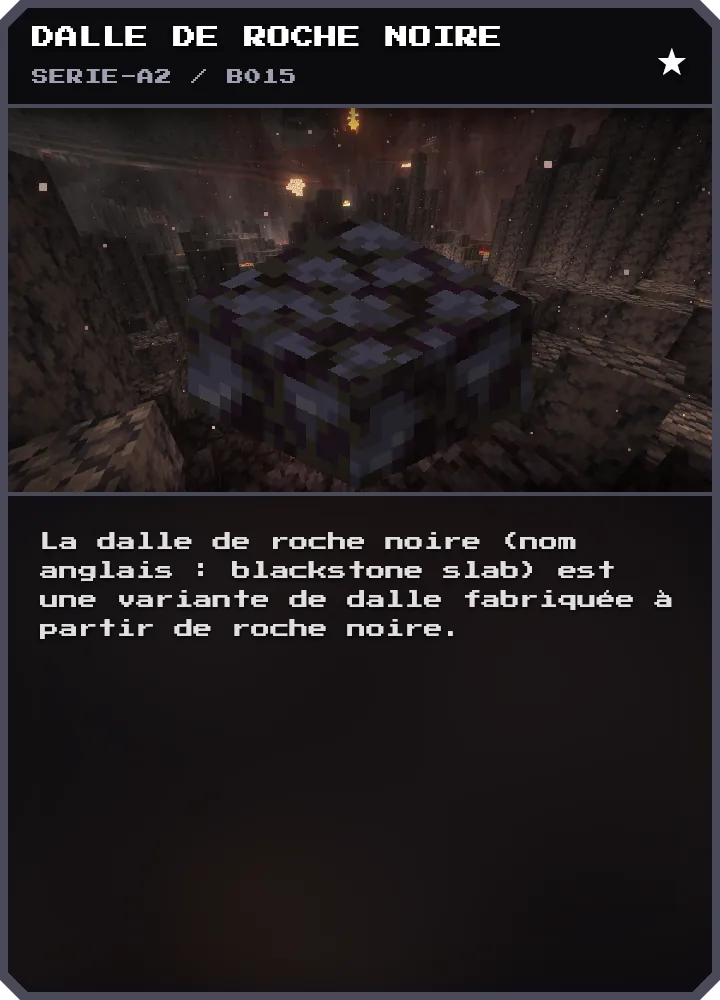 DALLE DE ROCHE NOIRE
SERIE-A2 / B015
La dalle de roche noire (nom
anglais : blackstone slab) est
une variante de dalle fabriquée à
partir de roche noire.